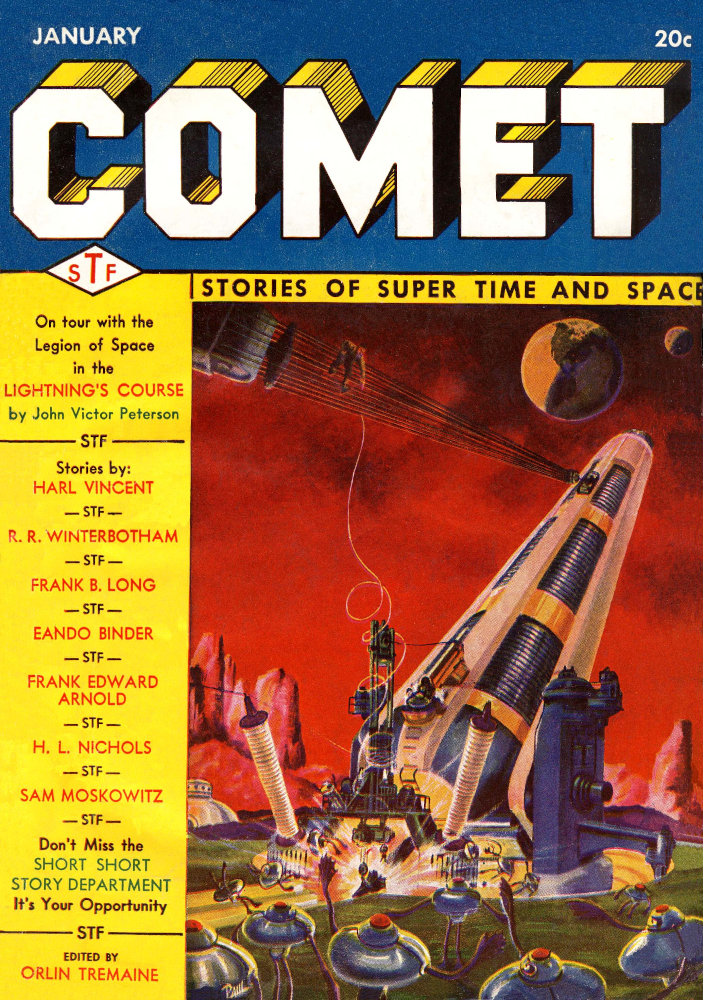 JANUARY
20c
COMET
STF
STORIES OF SUPER TIME AND SPACE
On tour with the
Legion of Space
in the
LIGHTNING'S COURSE
by John Victor Peterson
STF
Stories by:
HARL VINCENT
STF
R. R. WINTERBOTHAM
STF
FRANK B. LONG
STF
EANDO BINDER
STF
FRANK EDWARD
ARNOLD
STF
H. L. NICHOLS
STF
SAM MOSKOWITZ
STF
Don't Miss the
SHORT SHORT
STORY DEPARTMENT
It's Your Opportunity
STF
EDITED BY
ORLIN TREMAINE
PAUL